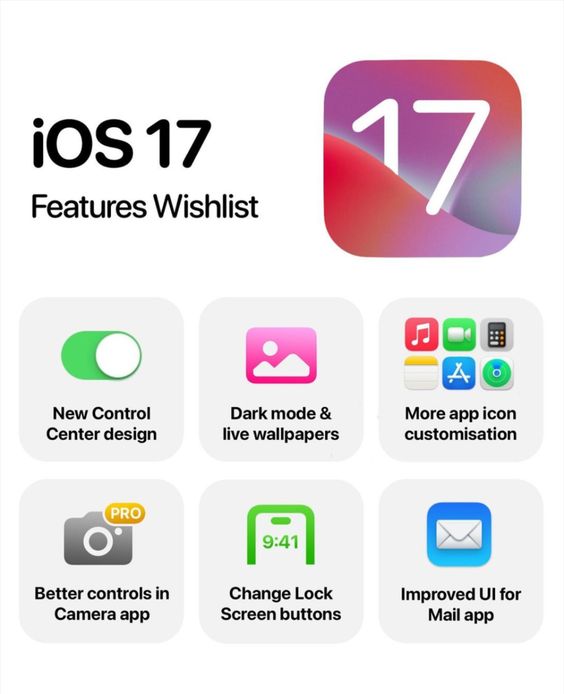 iOS 17
Features Wishlist
17
New Control
Center design
Dark mode &
live wallpapers
More app icon
customisation
PRO
Better controls in
Camera app
9:41
Change Lock
Screen buttons
Improved UI for
Mail app